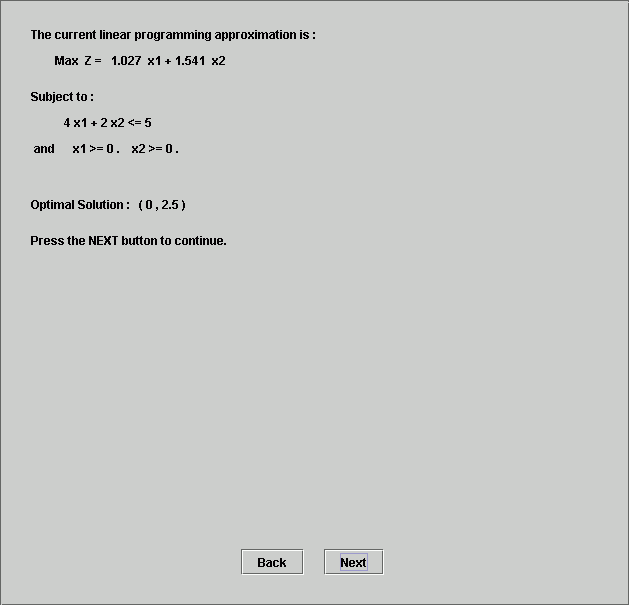 The current linear programming approximation is :
Max Z = 1.027 x1 + 1.541 x2
Subject to :
4 x1 + 2 x2 <= 5
and x1 >= 0 . x2 >= 0 .
Optimal Solution : ( 0 , 2.5 )
Press the NEXT button to continue.
Back Next